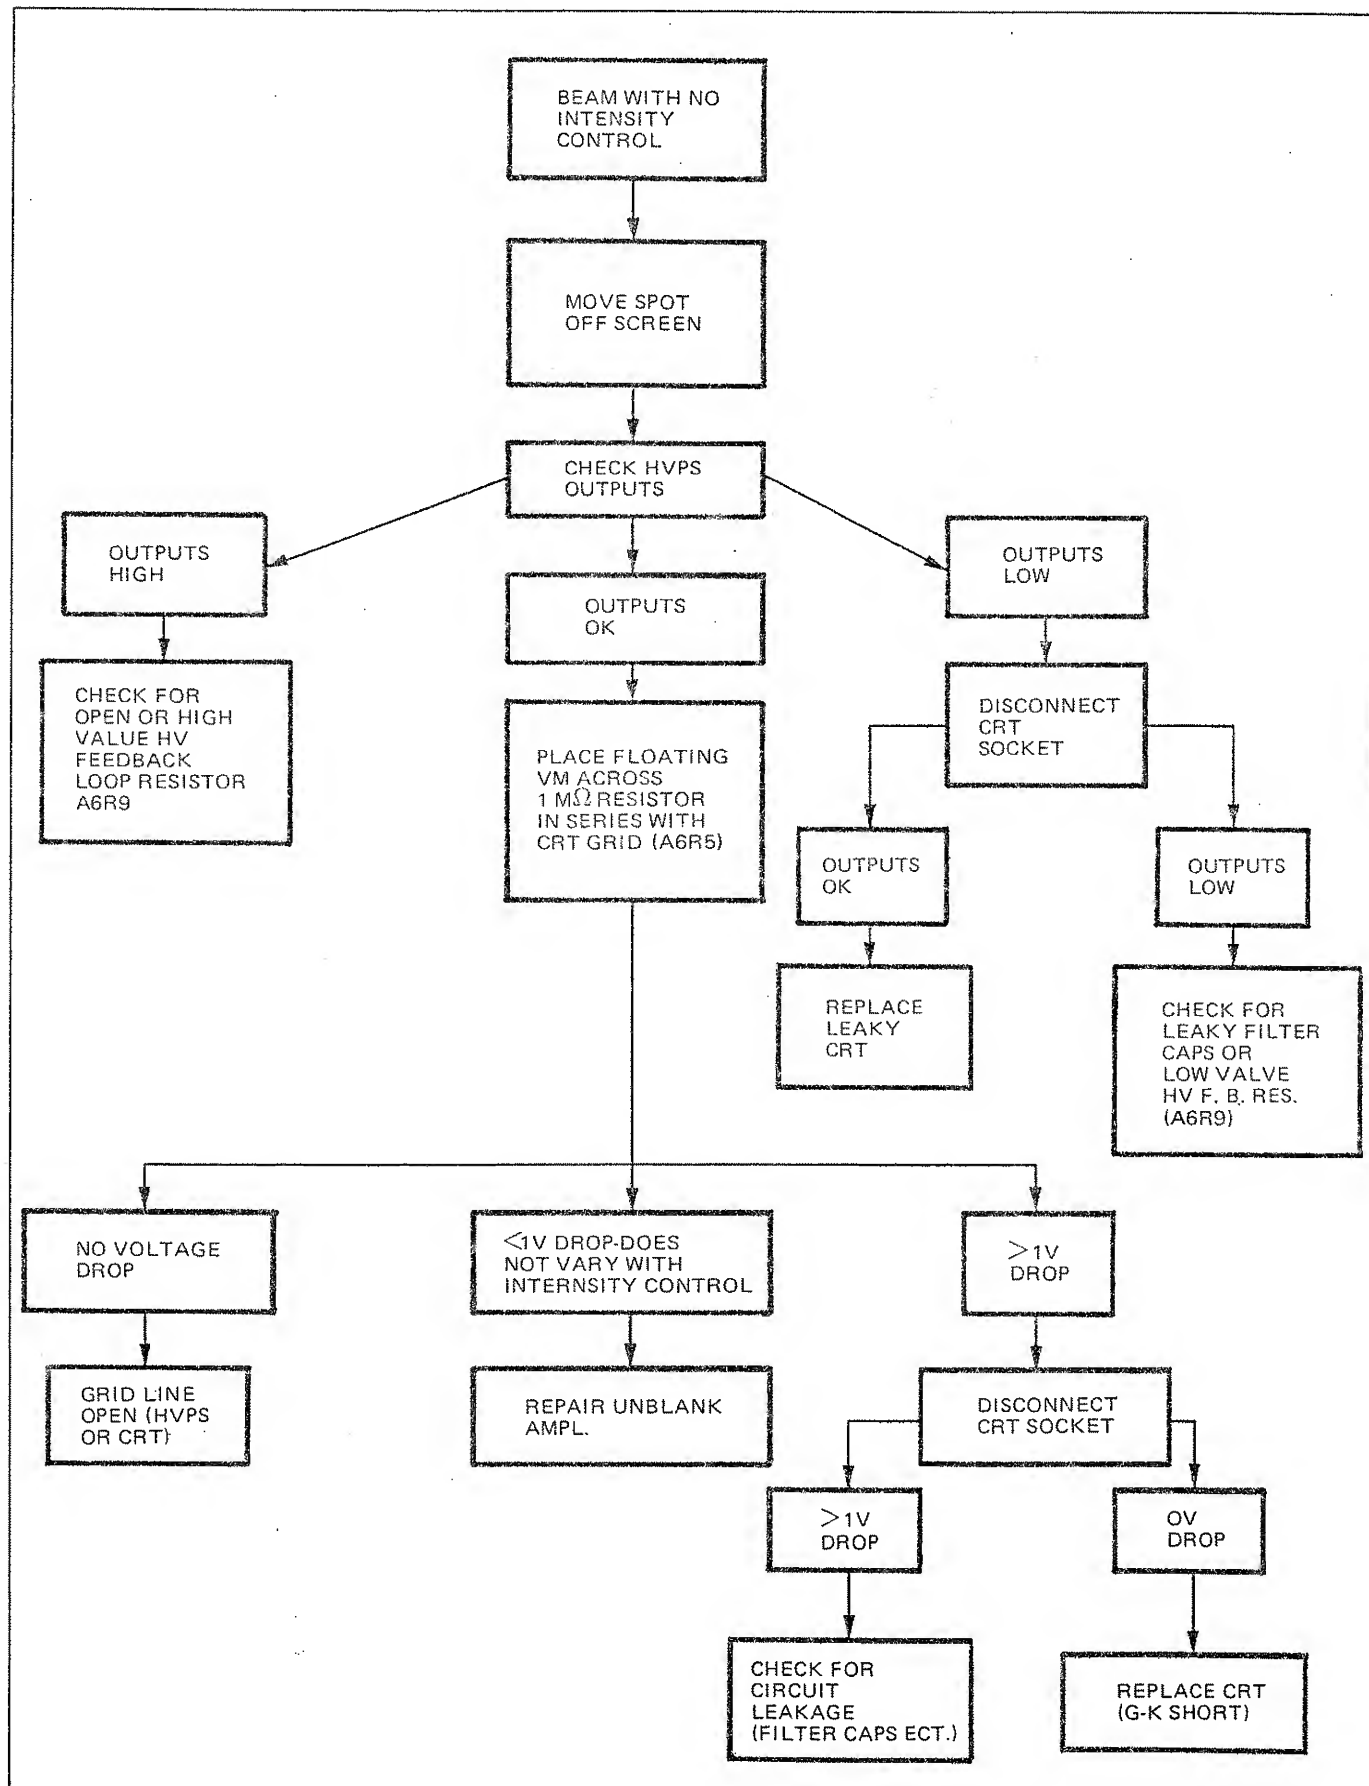 BEAM WITH NO
INTENSITY
CONTROL
MOVE SPOT
OFF SCREEN
CHECK HVPS
OUTPUTS
OUTPUTS
HIGH
OUTPUTS
OK
OUTPUTS
LOW
CHECK FOR
OPEN OR HIGH
VALUE HV
FEEDBACK
LOOP RESISTOR
A6R9
PLACE FLOATING
VM ACROSS
1 MΩ RESISTOR
IN SERIES WITH
CRT GRID (A6R5)
DISCONNECT
CRT
SOCKET
OUTPUTS
OK
OUTPUTS
LOW
REPLACE
LEAKY
CRT
CHECK FOR
LEAKY FILTER
CAPS OR
LOW VALVE
HV F. B. RES.
(A6R9)
NO VOLTAGE
DROP
<1V DROP-DOES
NOT VARY WITH
INTERNSITY CONTROL
>1V
DROP
GRID LINE
OPEN (HVPS
OR CRT)
REPAIR UNBLANK
AMPL.
DISCONNECT
CRT SOCKET
>1V
DROP
OV
DROP
CHECK FOR
CIRCUIT
LEAKAGE
(FILTER CAPS ECT.)
REPLACE CRT
(G-K SHORT)